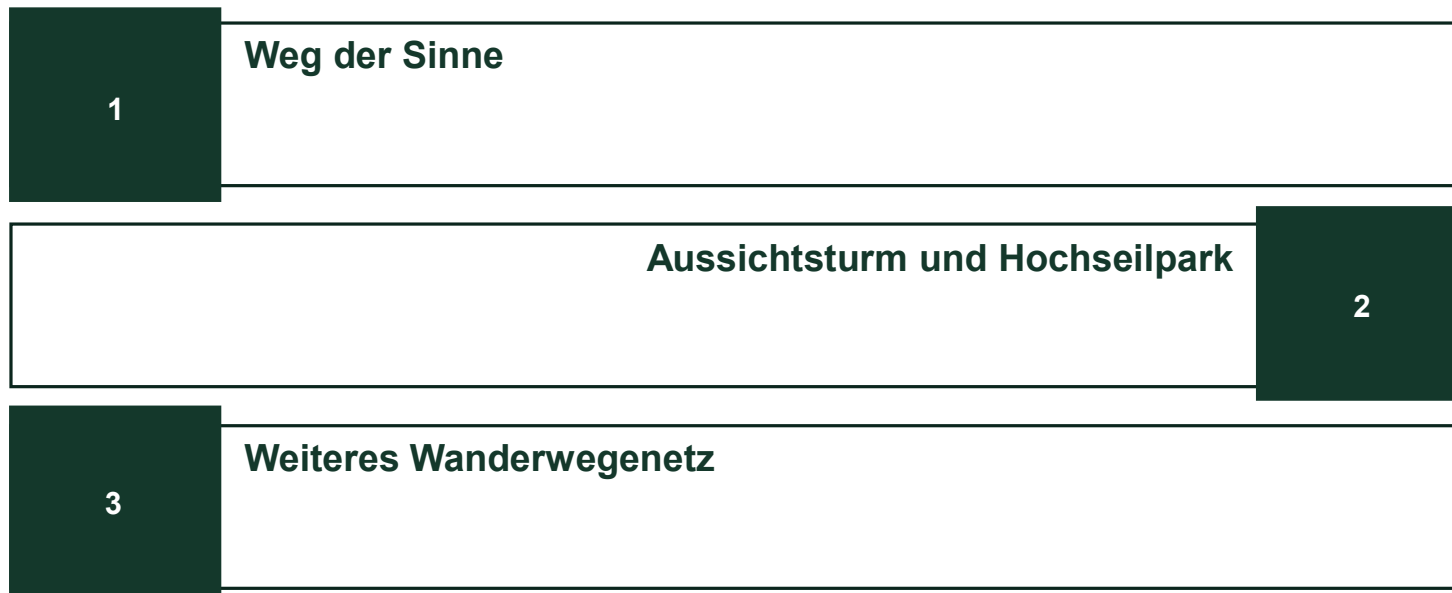 1
Weg der Sinne
Aussichtsturm und Hochseilpark
2
3
Weiteres Wanderwegenetz